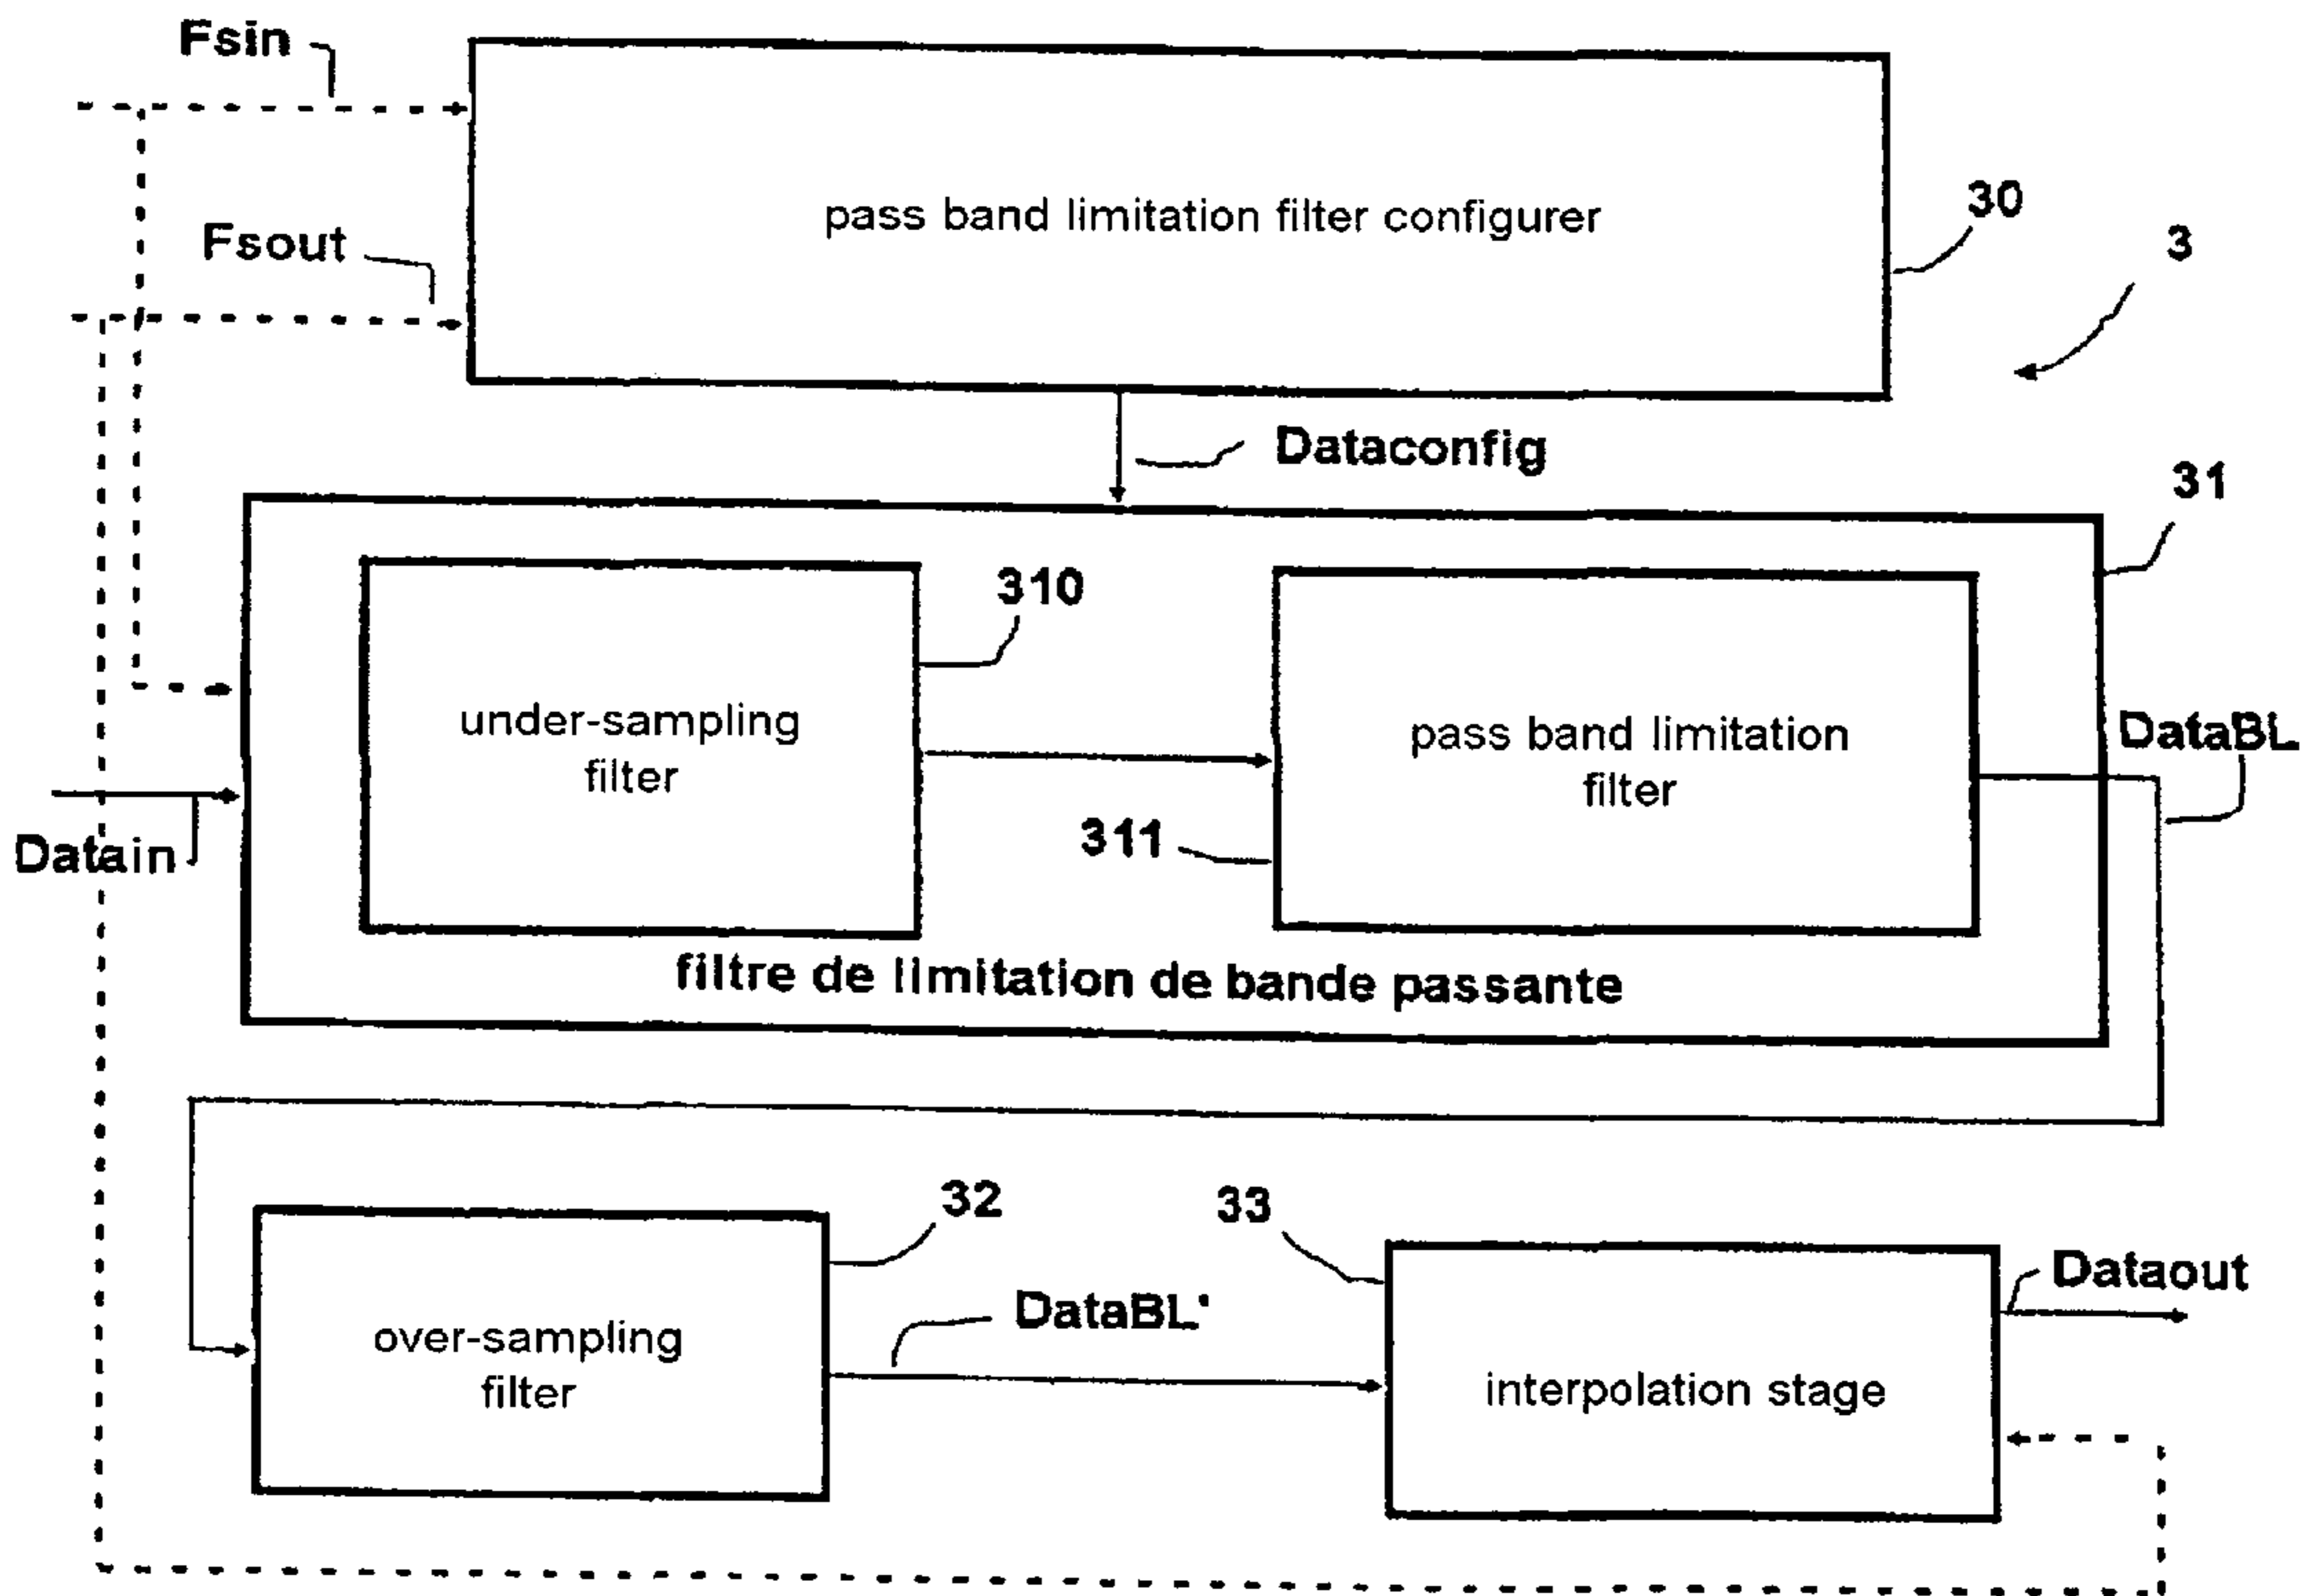 Fsin
pass band limitation filter configurer
30
3
Fsout
Dataconfig
31
310
under-sampling
filter
pass band limitation
filter
DataBL
311
Datain
filtre de limitation de bande passante
32
33
Dataout
DataBL'
over-sampling
filter
interpolation stage